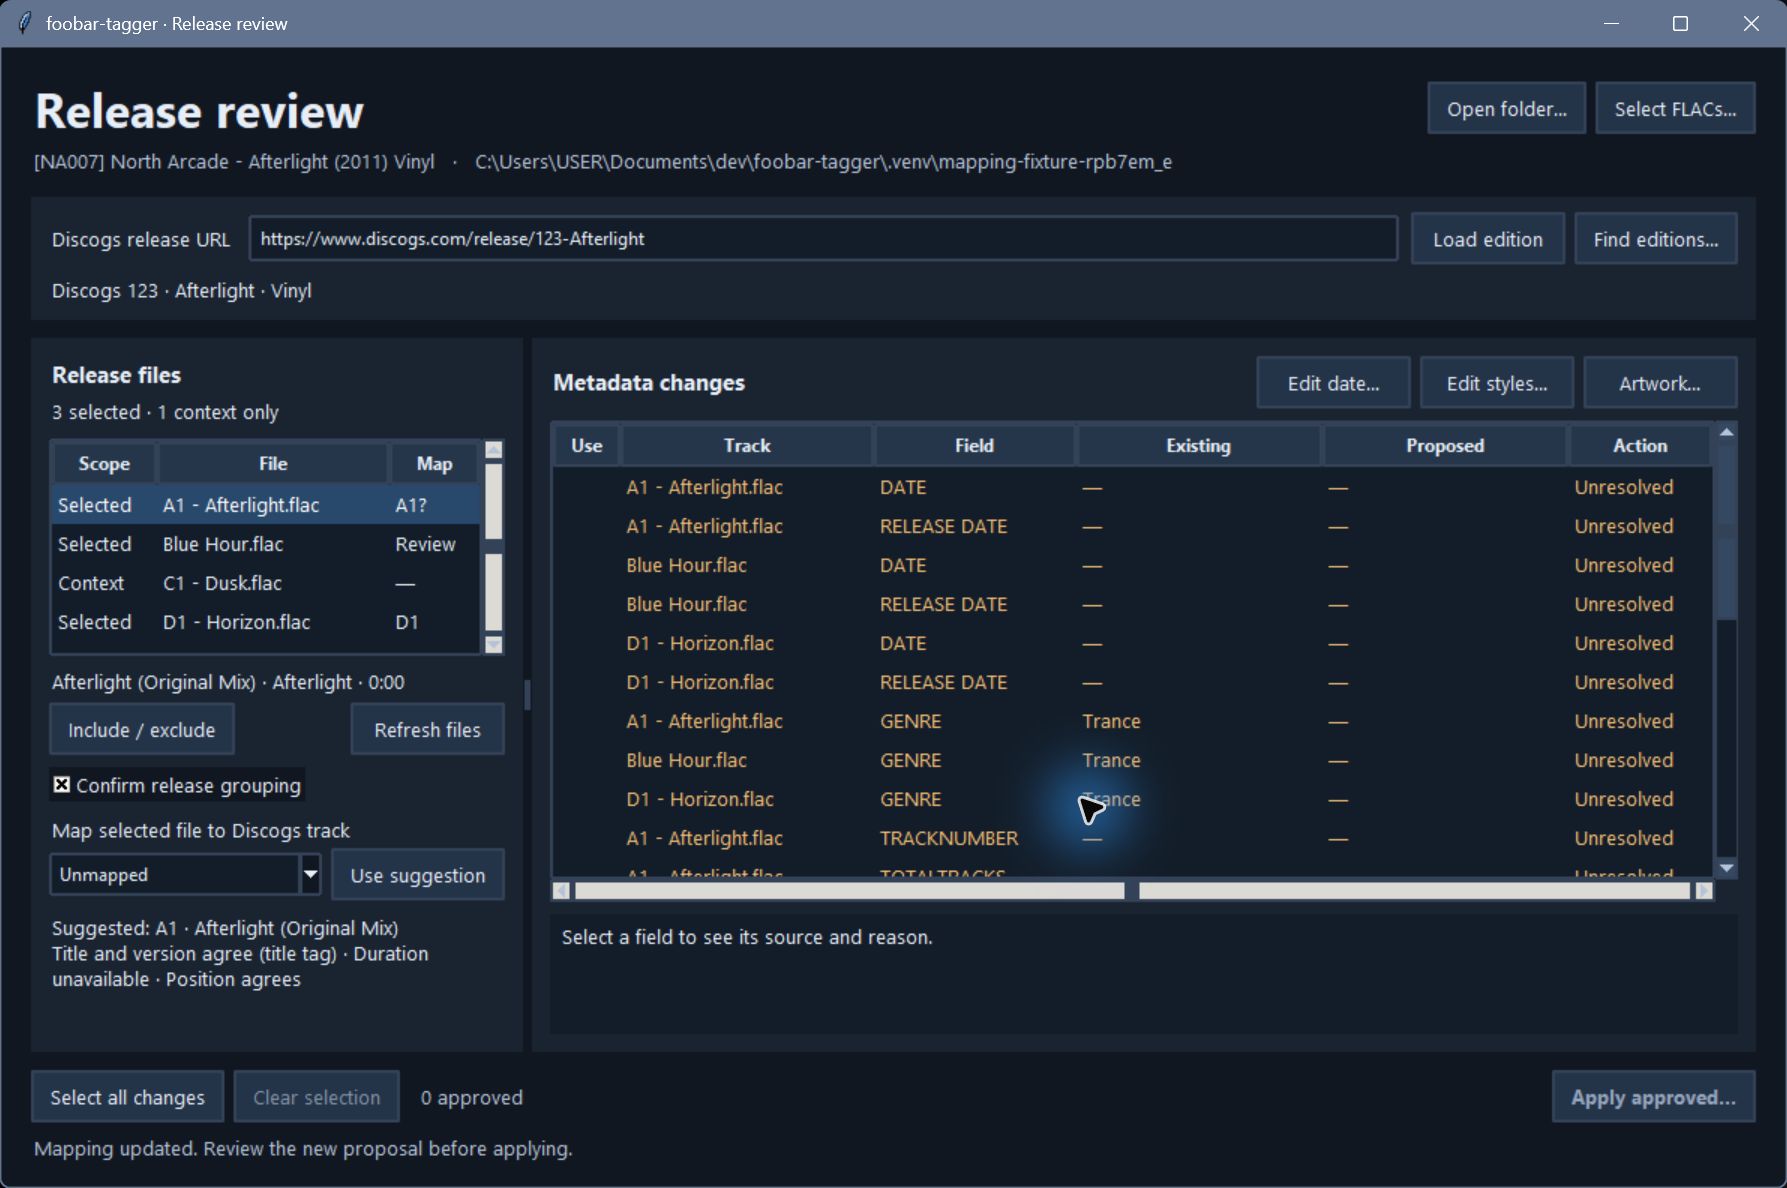 foobar-tagger · Release review
Release review
Open folder...
Select FLACs...
[NA007] North Arcade - Afterlight (2011) Vinyl · C:\Users\USER\Documents\dev\foobar-tagger\.venv\mapping-fixture-rpb7em_e
Discogs release URL
https://www.discogs.com/release/123-Afterlight
Load edition
Find editions...
Discogs 123 · Afterlight · Vinyl
Release files
3 selected · 1 context only
Scope File Map
Selected A1 - Afterlight.flac A1?
Selected Blue Hour.flac Review
Context C1 - Dusk.flac —
Selected D1 - Horizon.flac D1
Afterlight (Original Mix) · Afterlight · 0:00
Include / exclude
Refresh files
Confirm release grouping
Map selected file to Discogs track
Unmapped
Use suggestion
Suggested: A1 · Afterlight (Original Mix)
Title and version agree (title tag) · Duration
unavailable · Position agrees
Metadata changes
Edit date...
Edit styles...
Artwork...
Use Track Field Existing Proposed Action
A1 - Afterlight.flac DATE — — Unresolved
A1 - Afterlight.flac RELEASE DATE — — Unresolved
Blue Hour.flac DATE — — Unresolved
Blue Hour.flac RELEASE DATE — — Unresolved
D1 - Horizon.flac DATE — — Unresolved
D1 - Horizon.flac RELEASE DATE — — Unresolved
A1 - Afterlight.flac GENRE Trance — Unresolved
Blue Hour.flac GENRE Trance — Unresolved
D1 - Horizon.flac GENRE Trance — Unresolved
A1 - Afterlight.flac TRACKNUMBER — — Unresolved
A1 - Afterlight.flac TOTALTRACKS Unresolved
Select a field to see its source and reason.
Select all changes
Clear selection
0 approved
Apply approved...
Mapping updated. Review the new proposal before applying.